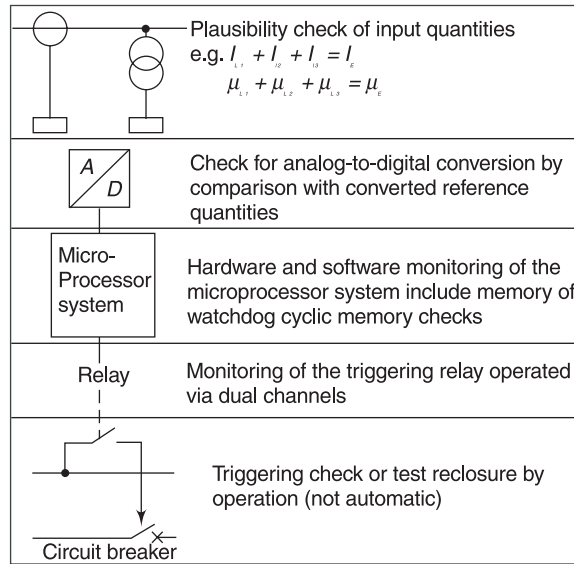 Plausibility check of input quantities
e.g. I_L1 + I_I2 + I_I3 = I_E
μ_L1 + μ_L2 + μ_L3 = μ_E
A
D
Check for analog-to-digital conversion by
comparison with converted reference
quantities
Micro-
Processor
system
Hardware and software monitoring of the
microprocessor system include memory of
watchdog cyclic memory checks
Relay
Monitoring of the triggering relay operated
via dual channels
Triggering check or test reclosure by
operation (not automatic)
Circuit breaker